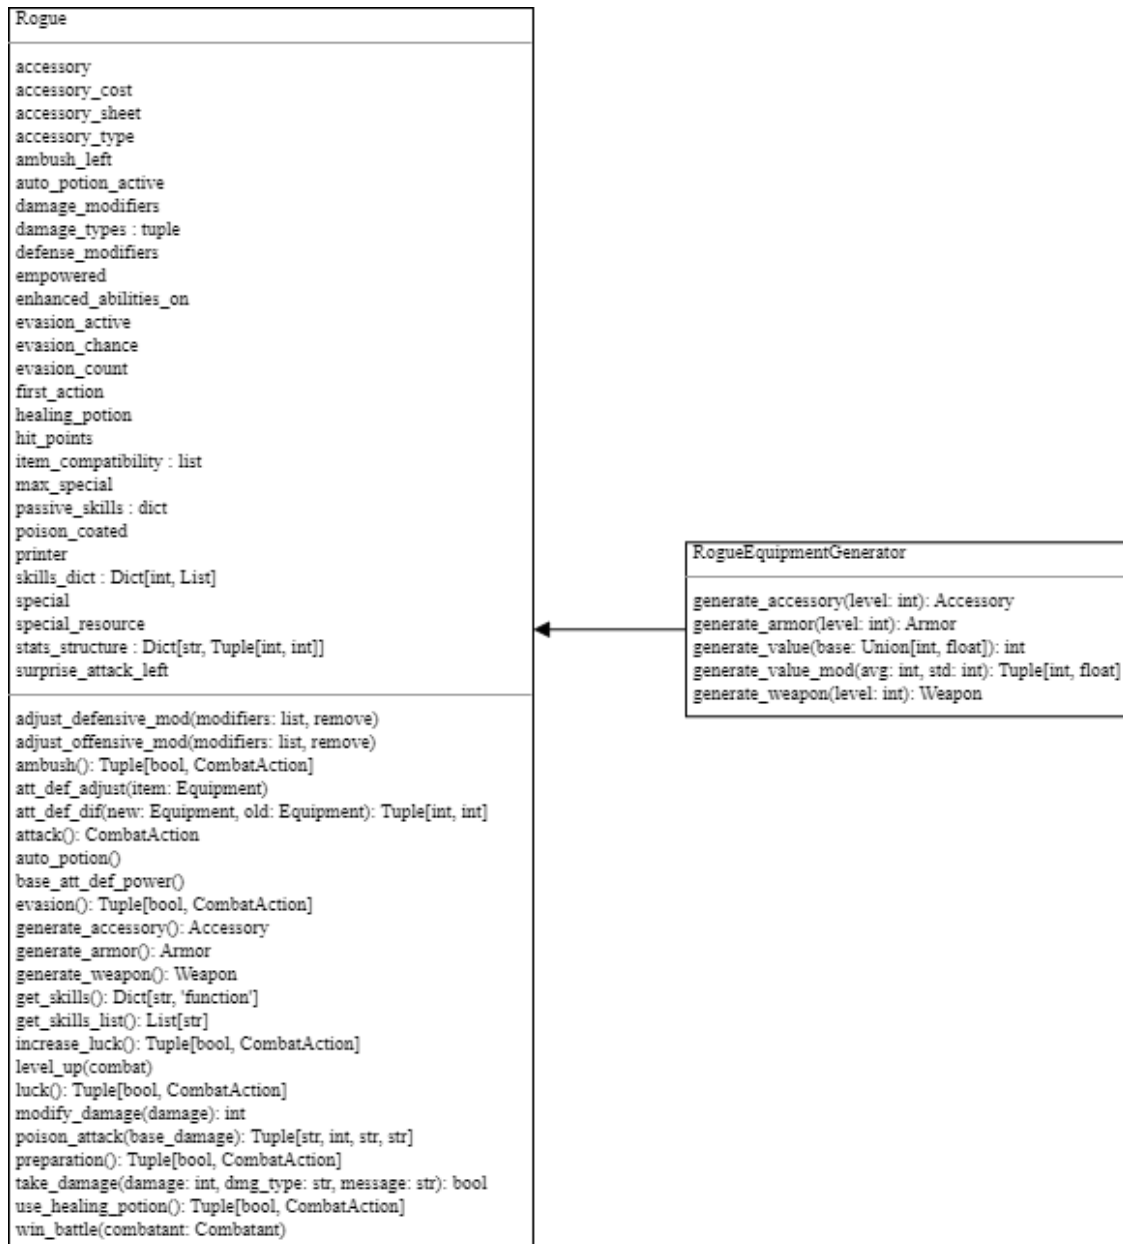 Rogue
accessory
accessory_cost
accessory_sheet
accessory_type
ambush_left
auto_potion_active
damage_modifiers
damage_types : tuple
defense_modifiers
empowered
enhanced_abilities_on
evasion_active
evasion_chance
evasion_count
first_action
healing_potion
hit_points
item_compatibility : list
max_special
passive_skills : dict
poison_coated
printer
skills_dict : Dict[int, List]
special
special_resource
stats_structure : Dict[str, Tuple[int, int]]
surprise_attack_left
adjust_defensive_mod(modifiers: list, remove)
adjust_offensive_mod(modifiers: list, remove)
ambush(): Tuple[bool, CombatAction]
att_def_adjust(item: Equipment)
att_def_dif(new: Equipment, old: Equipment): Tuple[int, int]
attack(): CombatAction
auto_potion()
base_att_def_power()
evasion(): Tuple[bool, CombatAction]
generate_accessory(): Accessory
generate_armor(): Armor
generate_weapon(): Weapon
get_skills(): Dict[str, 'function']
get_skills_list(): List[str]
increase_luck(): Tuple[bool, CombatAction]
level_up(combat)
luck(): Tuple[bool, CombatAction]
modify_damage(damage): int
poison_attack(base_damage): Tuple[str, int, str, str]
preparation(): Tuple[bool, CombatAction]
take_damage(damage: int, dmg_type: str, message: str): bool
use_healing_potion(): Tuple[bool, CombatAction]
win_battle(combatant: Combatant)
RogueEquipmentGenerator
generate_accessory(level: int): Accessory
generate_armor(level: int): Armor
generate_value(base: Union[int, float]): int
generate_value_mod(avg: int, std: int): Tuple[int, float]
generate_weapon(level: int): Weapon